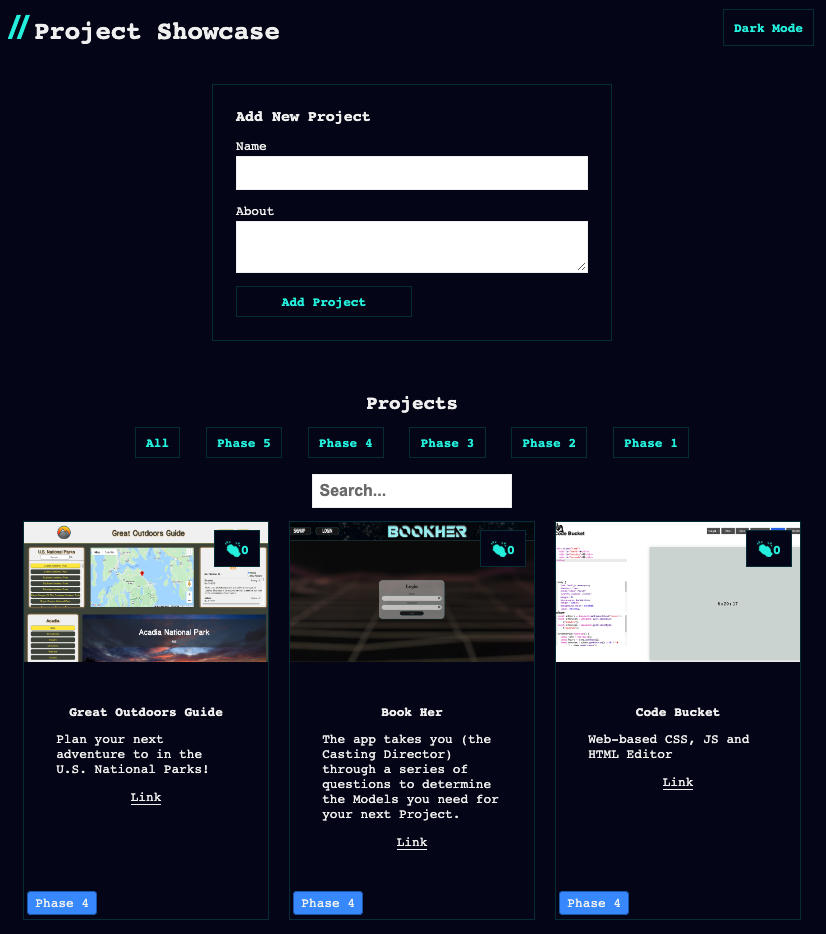 // Project Showcase
Dark Mode
Add New Project
Name
About
Add Project
Projects
All
Phase 5
Phase 4
Phase 3
Phase 2
Phase 1
Search...
Great Outdoors Guide
U.S. National Parks
Acadia
Acadia National Park
0
SIGNUP
LOGIN
BOOKHER
Login
0
Code Bucket
0
Great Outdoors Guide
Plan your next
adventure to in the
U.S. National Parks!
Link
Book Her
The app takes you (the
Casting Director)
through a series of
questions to determine
the Models you need for
your next Project.
Link
Code Bucket
Web-based CSS, JS and
HTML Editor
Link
Phase 4
Phase 4
Phase 4